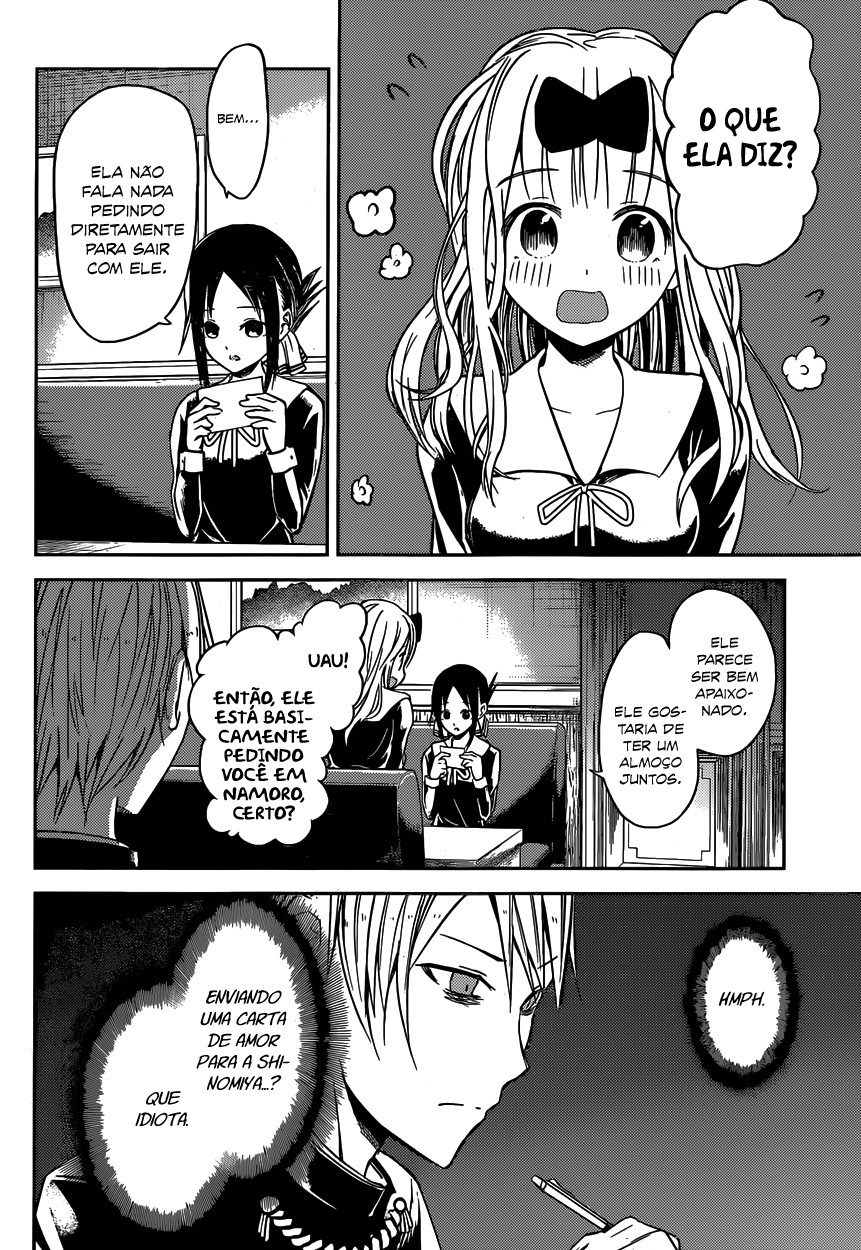 O QUE
ELA DIZ?
BEM...
ELA NÃO
FALA NADA
PEDINDO
DIRETAMENTE
PARA SAIR
COM ELE.
ELE
PARECE
SER BEM
APAIXO-
NADO.
ELE GOS-
TARIA DE
TER UM
ALMOÇO
JUNTOS.
UAU!
ENTÃO, ELE
ESTÁ BASI-
CAMENTE
PEDINDO
VOCÊ EM
NAMORO,
CERTO?
HMPH.
ENVIANDO
UMA CARTA
DE AMOR
PARA A SHI-
NOMIYA...?
QUE
IDIOTA.